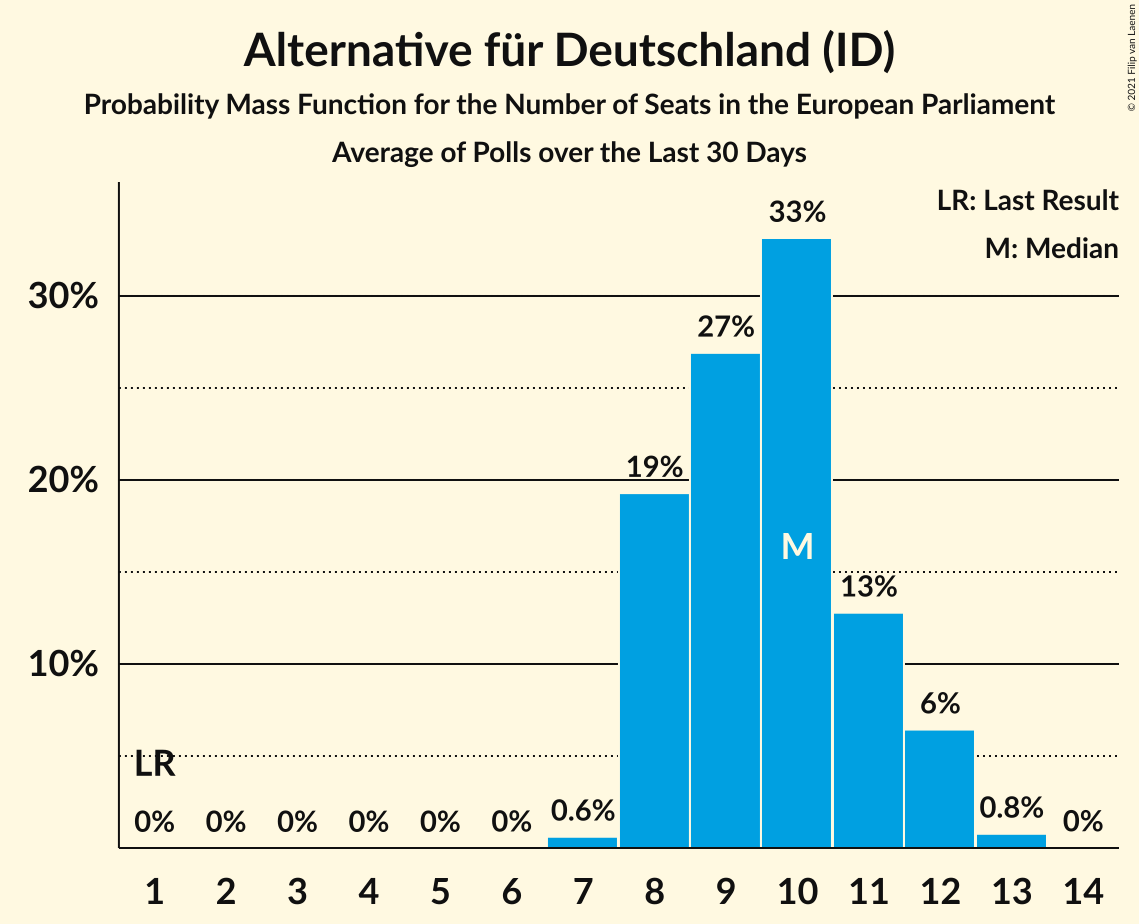 Alternative für Deutschland (ID)
Probability Mass Function for the Number of Seats in the European Parliament
Average of Polls over the Last 30 Days
© 2021 Filip van Laenen
LR: Last Result
M: Median
33%
30%
27%
20%
19%
M
13%
10%
6%
LR
0% 0% 0% 0% 0% 0% 0.6% 0.8% 0%
1 2 3 4 5 6 7 8 9 10 11 12 13 14